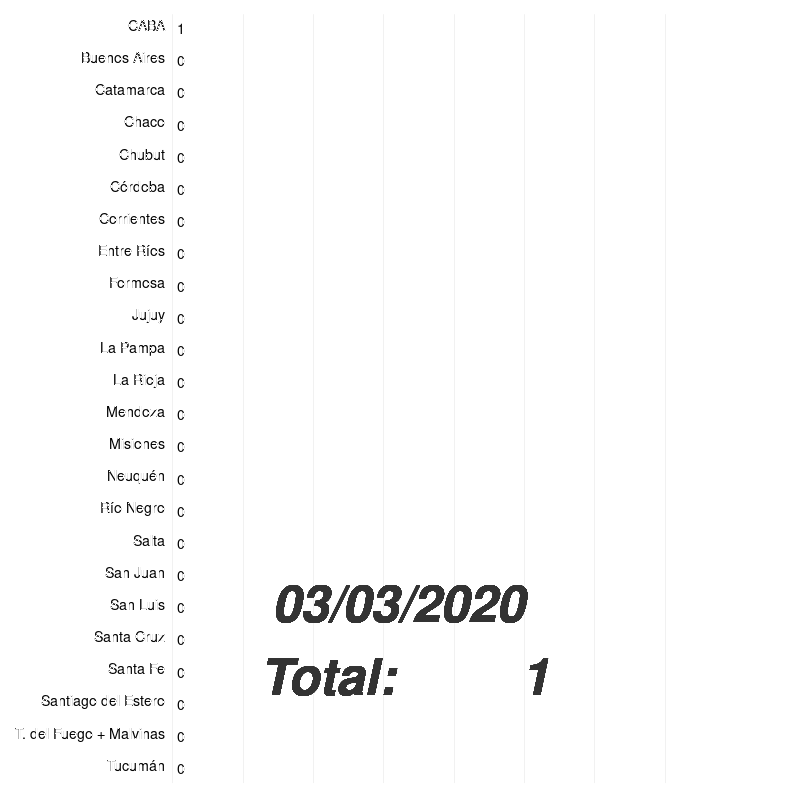 CABA 1
Buenos Aires 0
Catamarca 0
Chaco 0
Chubut 0
Córdoba 0
Corrientes 0
Entre Ríos 0
Formosa 0
Jujuy 0
La Pampa 0
La Rioja 0
Mendoza 0
Misiones 0
Neuquén 0
Río Negro 0
Salta 0
San Juan 0
San Luis 0
Santa Cruz 0
Santa Fe 0
Santiago del Estero 0
T. del Fuego + Malvinas 0
Tucumán 0
03/03/2020
Total: 1